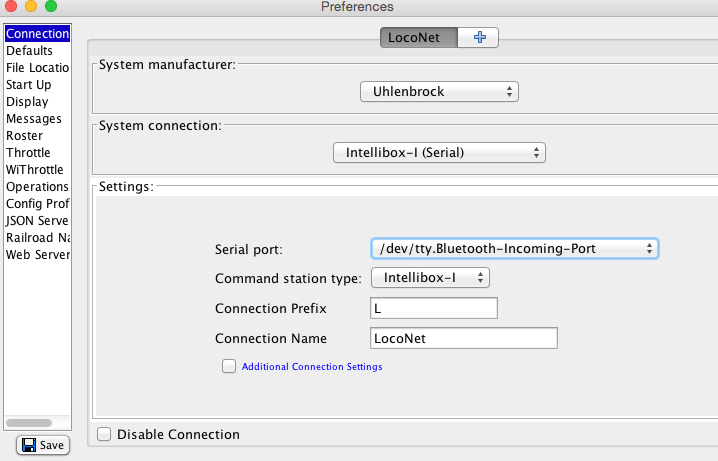 Preferences
Connection
Defaults
File Locatio
Start Up
Display
Messages
Roster
Throttle
WiThrottle
Operations
Config Prof
JSON Serve
Railroad Na
Web Server
Save
LocoNet
System manufacturer:
Uhlenbrock
System connection:
Intellibox-I (Serial)
Settings:
Serial port: /dev/tty.Bluetooth-Incoming-Port
Command station type: Intellibox-I
Connection Prefix L
Connection Name LocoNet
Additional Connection Settings
Disable Connection